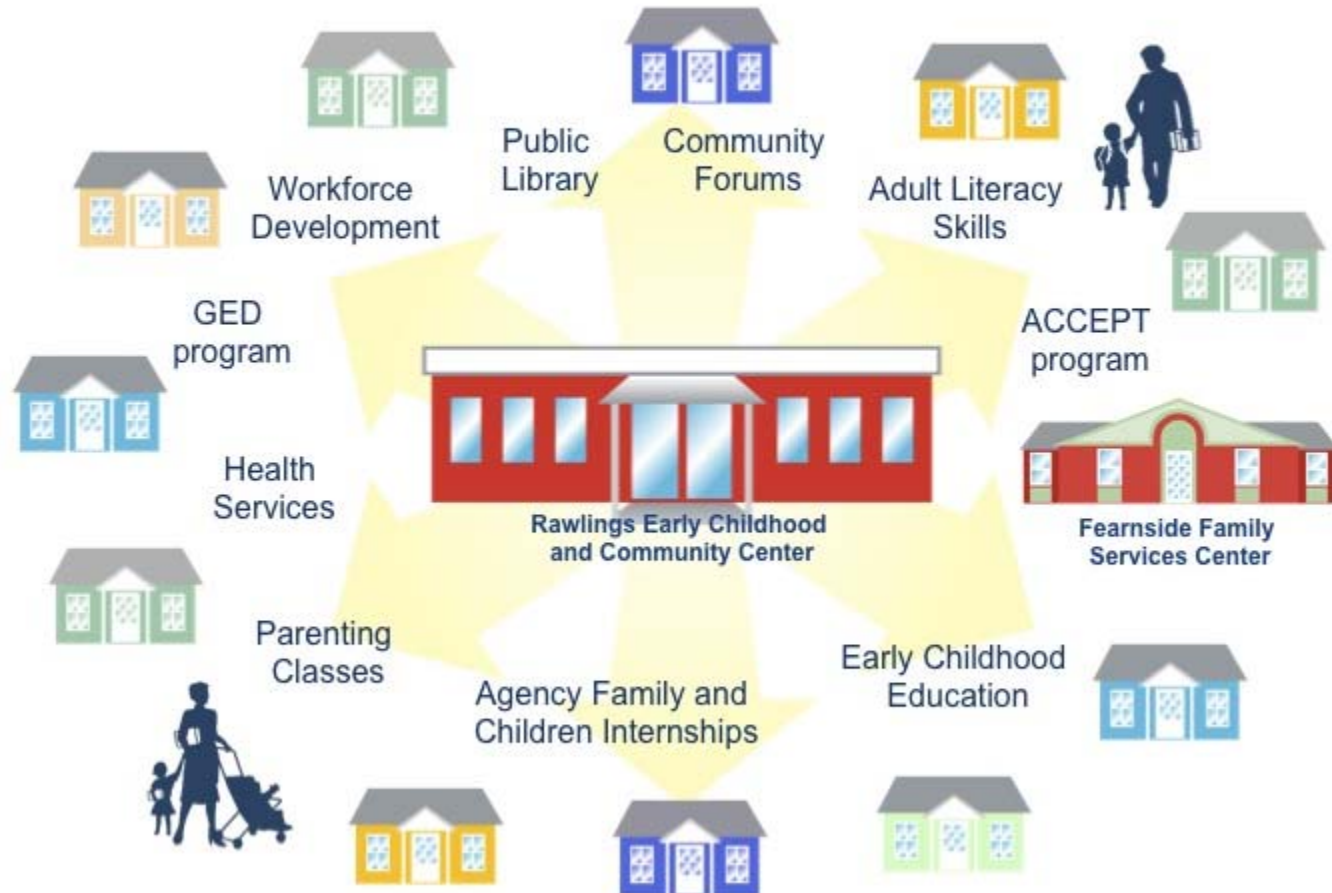 Public
Library
Community
Forums
Workforce
Development
Adult Literacy
Skills
GED
program
ACCEPT
program
Health
Services
Rawlings Early Childhood
and Community Center
Fearnside Family
Services Center
Parenting
Classes
Early Childhood
Education
Agency Family and
Children Internships